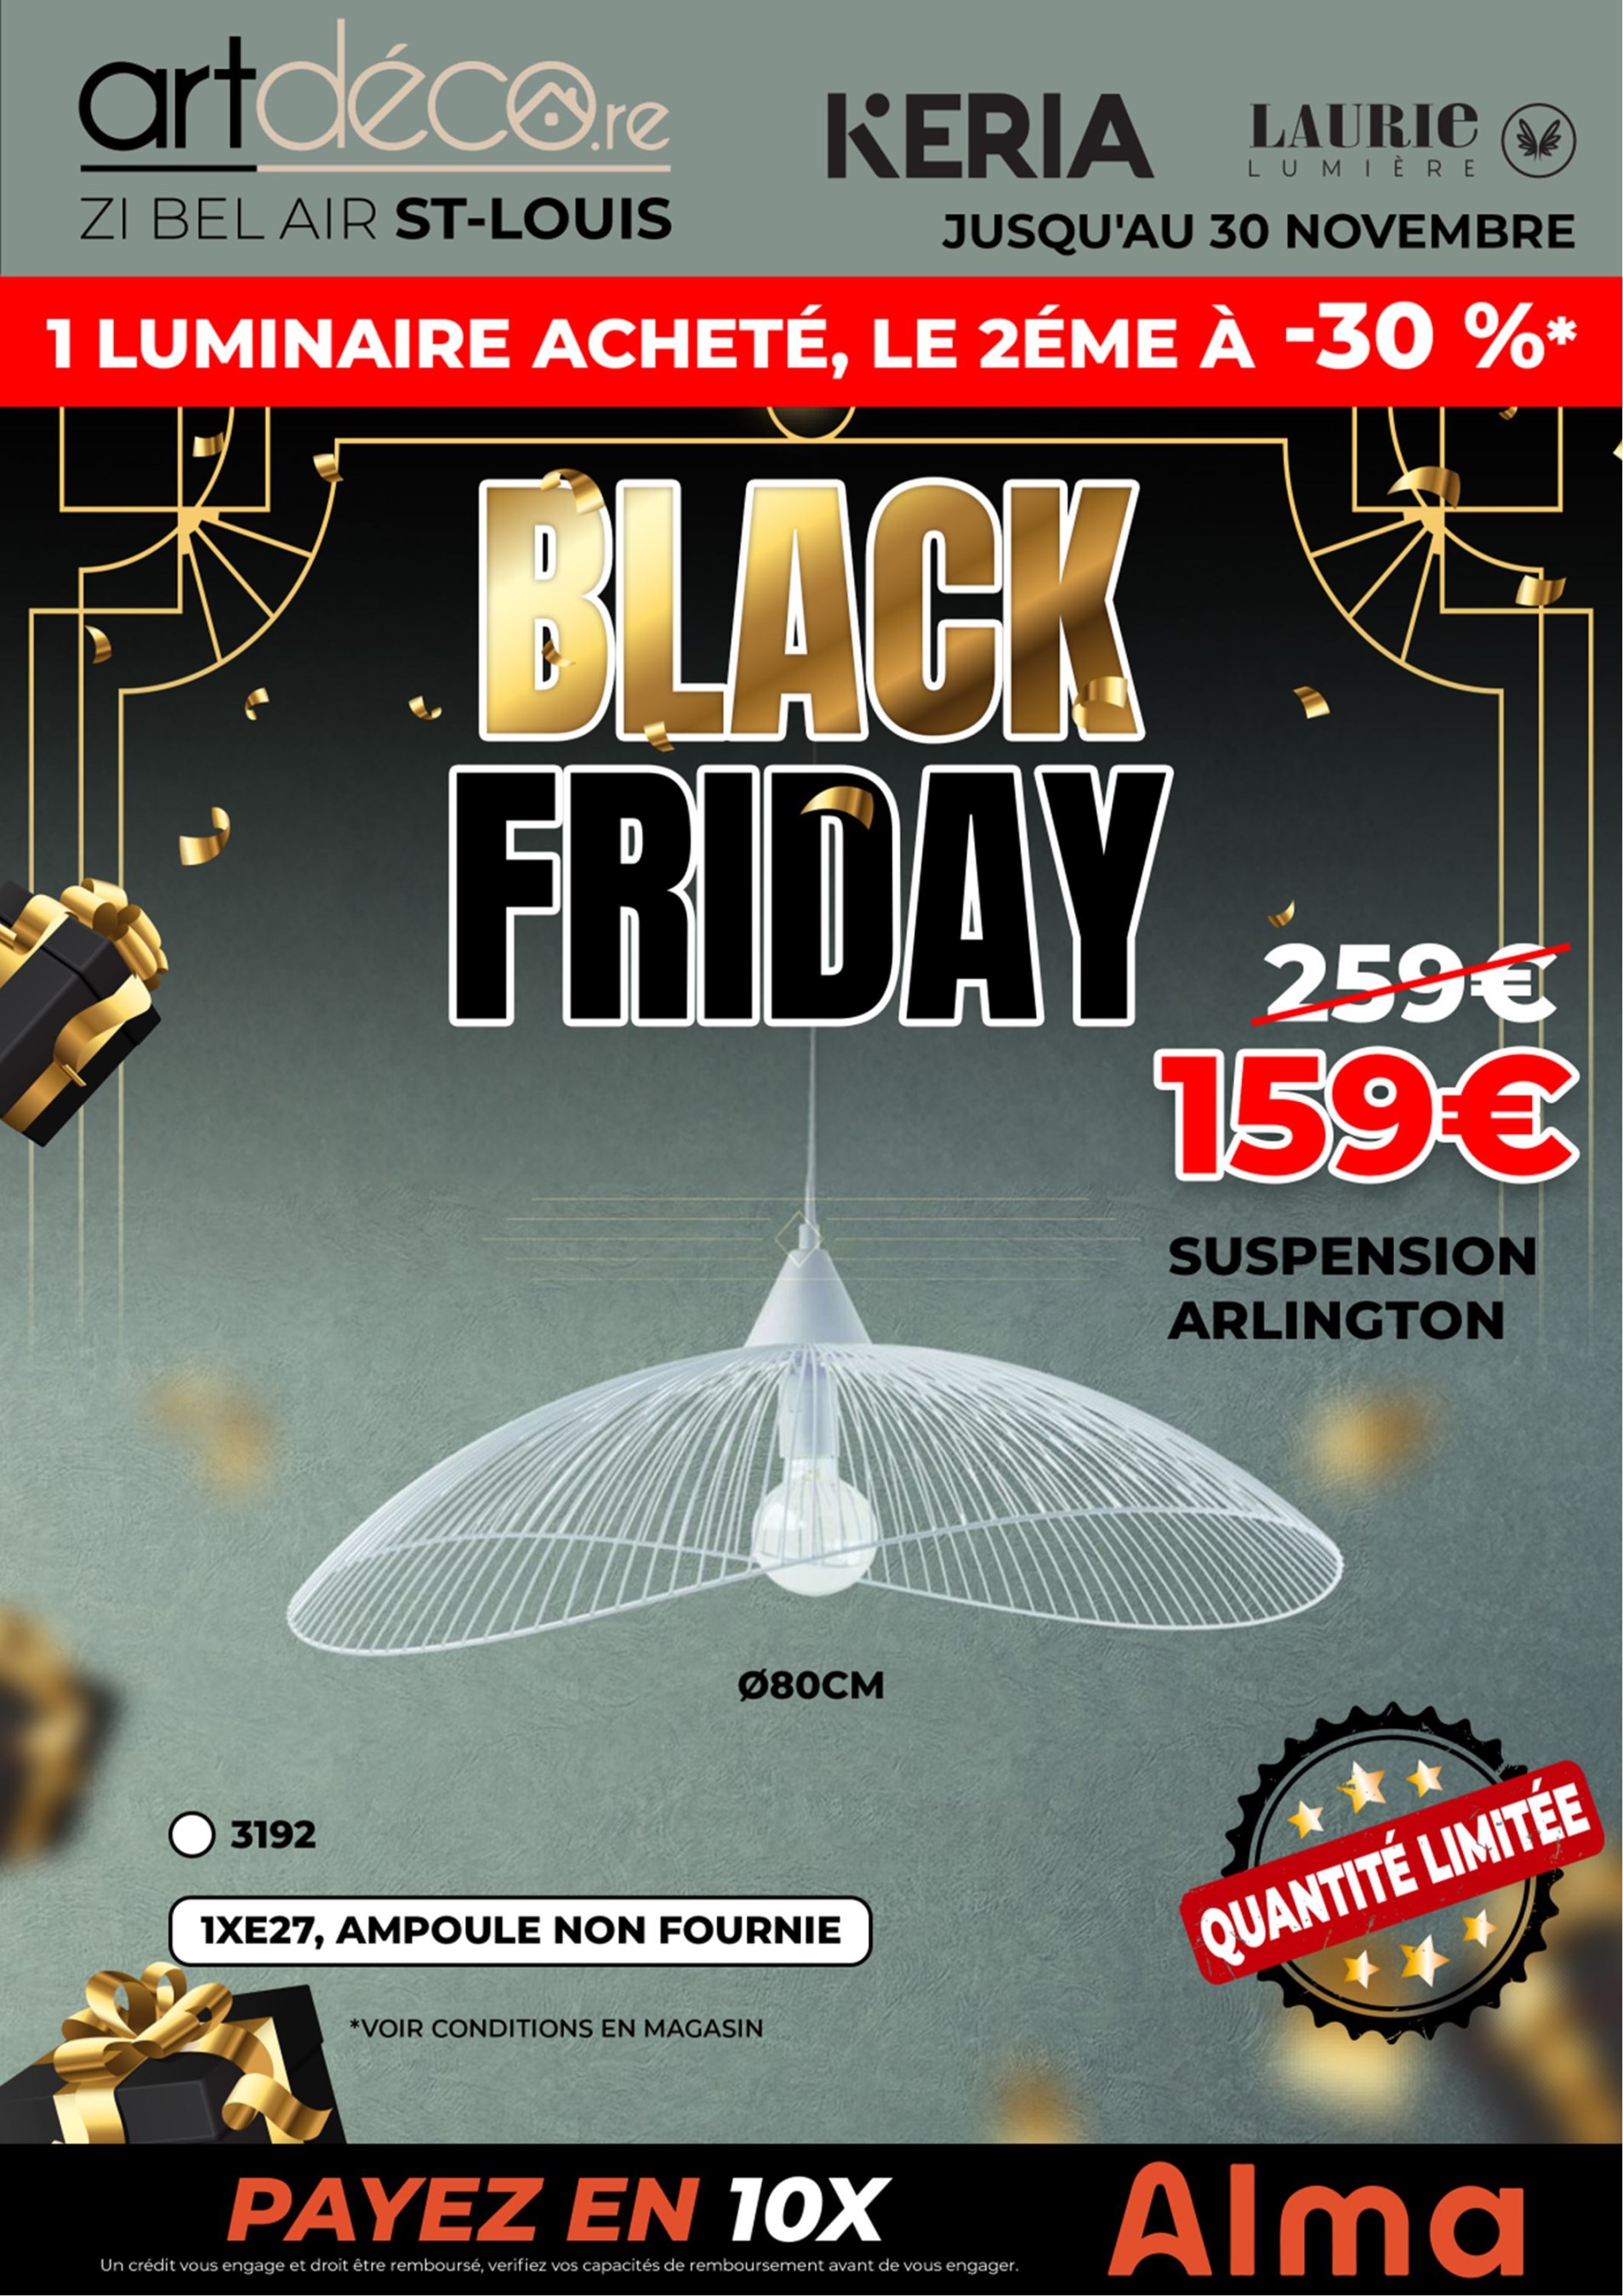 artdéco.re
ZI BEL AIR ST-LOUIS
KERIA
LAURIE
LUMIÈRE
JUSQU'AU 30 NOVEMBRE
1 LUMINAIRE ACHETÉ, LE 2ÉME À -30 %*
BLACK
FRIDAY
259€
159€
SUSPENSION
ARLINGTON
Ø80CM
3192
1XE27, AMPOULE NON FOURNIE
QUANTITÉ LIMITÉE
*VOIR CONDITIONS EN MAGASIN
PAYEZ EN 10X
Alma
Un crédit vous engage et droit être remboursé, verifiez vos capacités de remboursement avant de vous engager.